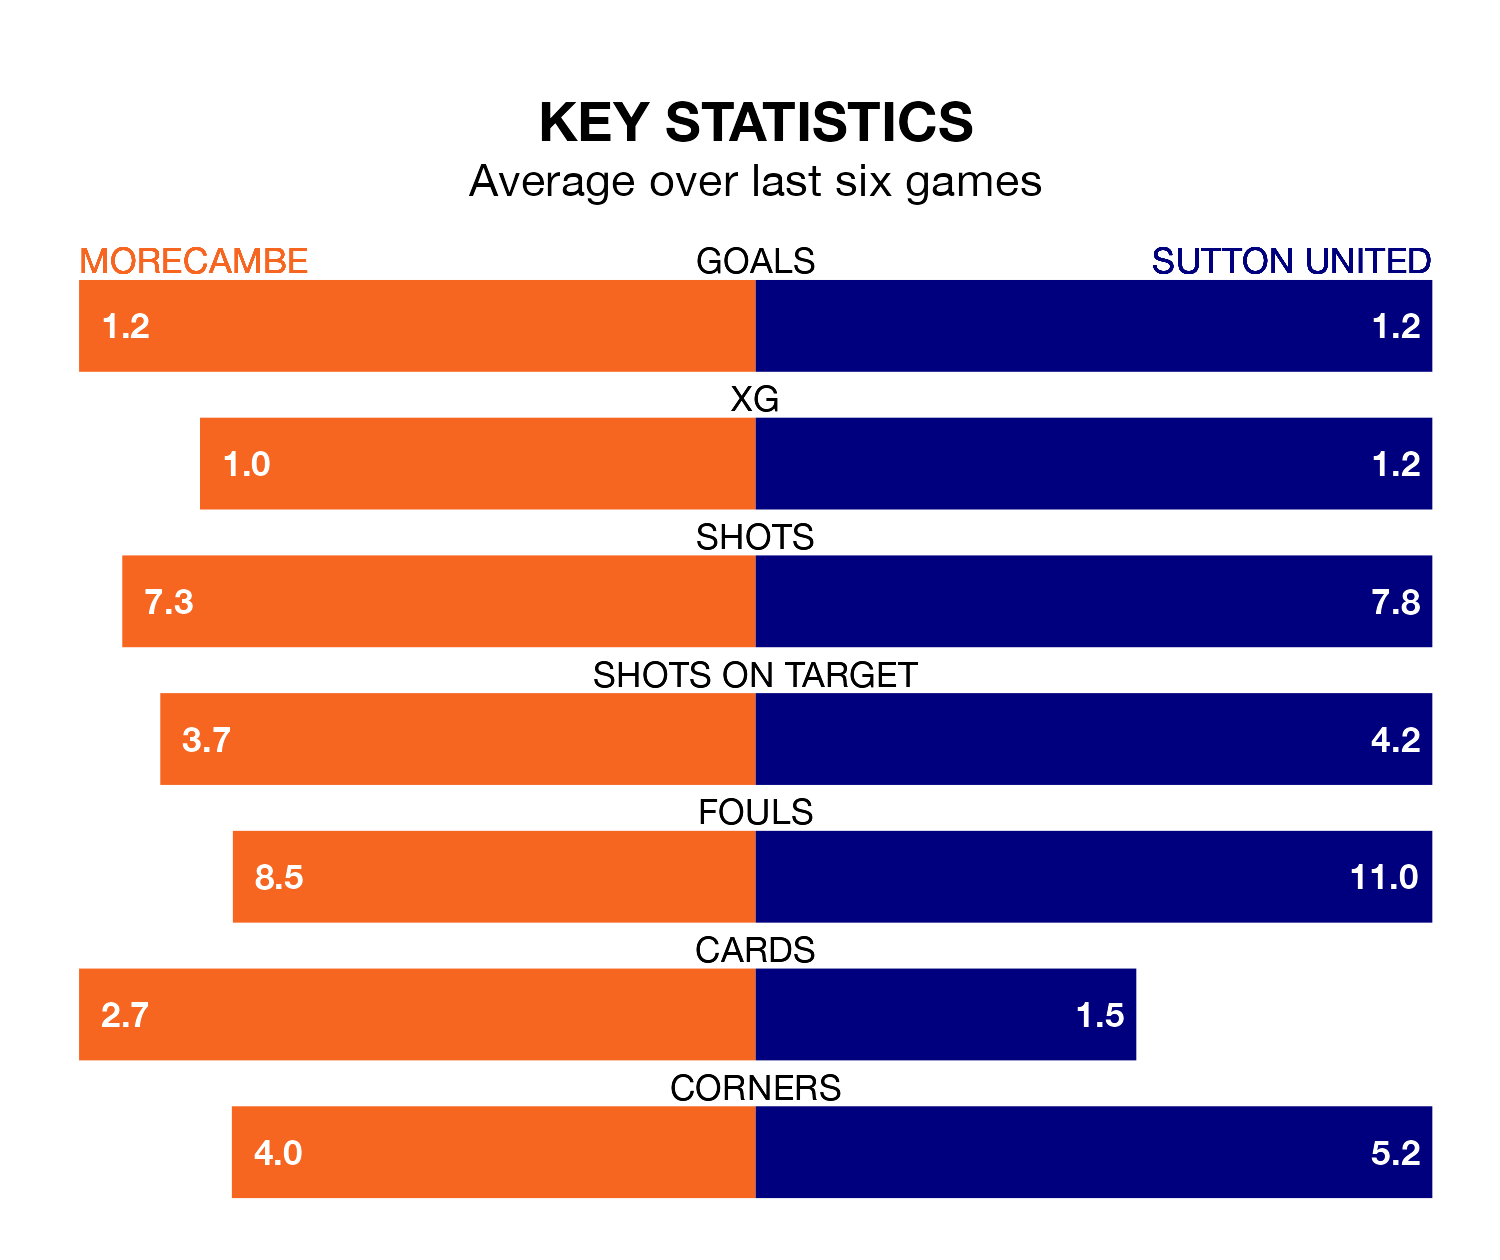 KEY STATISTICS
Average over last six games
MORECAMBE GOALS SUTTON UNITED
1.2 1.2
XG
1.0 1.2
SHOTS
7.3 7.8
SHOTS ON TARGET
3.7 4.2
FOULS
8.5 11.0
CARDS
2.7 1.5
CORNERS
4.0 5.2